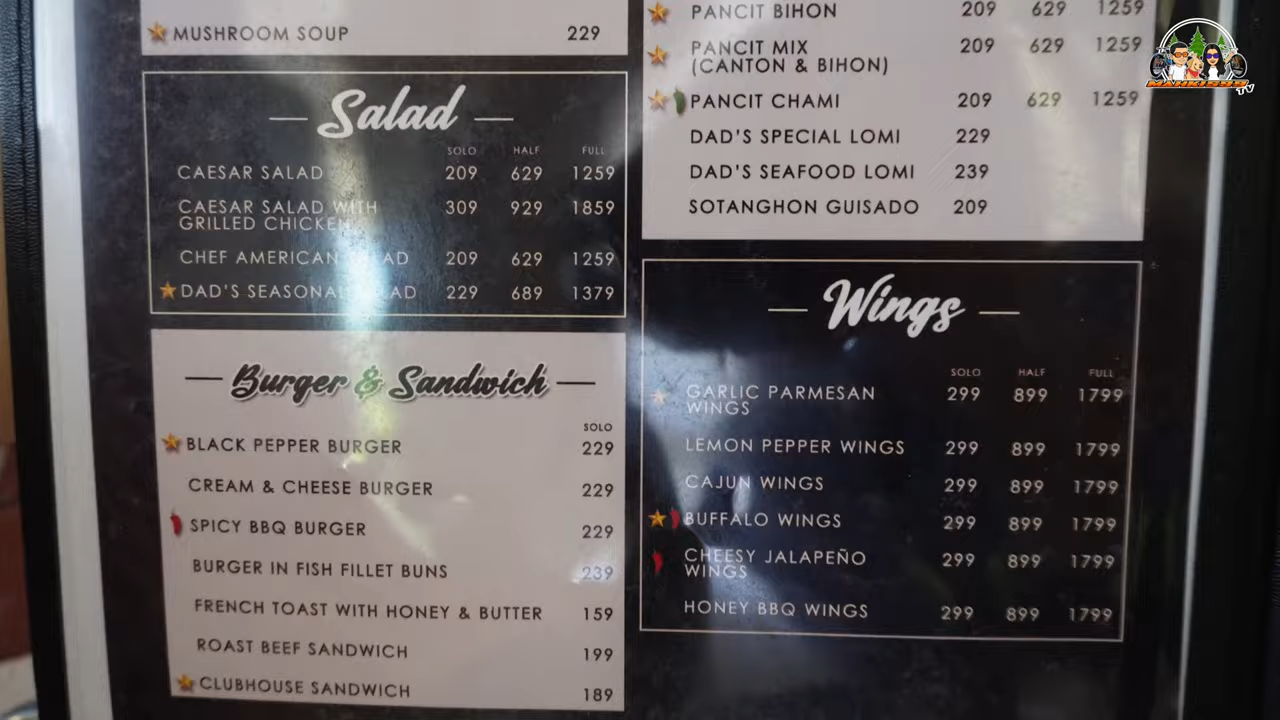 MUSHROOM SOUP 229
Salad
SOLO HALF FULL
CAESAR SALAD 209 629 1259
CAESAR SALAD WITH
GRILLED CHICKEN 309 929 1859
CHEF AMERICAN SALAD 209 629 1259
DAD'S SEASONAL SALAD 229 689 1379
Burger & Sandwich
SOLO
BLACK PEPPER BURGER 229
CREAM & CHEESE BURGER 229
SPICY BBQ BURGER 229
BURGER IN FISH FILLET BUNS 239
FRENCH TOAST WITH HONEY & BUTTER 159
ROAST BEEF SANDWICH 199
CLUBHOUSE SANDWICH 189
PANCIT BIHON 209 629 1259
PANCIT MIX 209 629 1259
(CANTON & BIHON)
PANCIT CHAMI 209 629 1259
DAD'S SPECIAL LOMI 229
DAD'S SEAFOOD LOMI 239
SOTANGHON GUISADO 209
Wings
SOLO HALF FULL
GARLIC PARMESAN 299 899 1799
WINGS
LEMON PEPPER WINGS 299 899 1799
CAJUN WINGS 299 899 1799
BUFFALO WINGS 299 899 1799
CHEESY JALAPEÑO 299 899 1799
WINGS
HONEY BBQ WINGS 299 899 1799